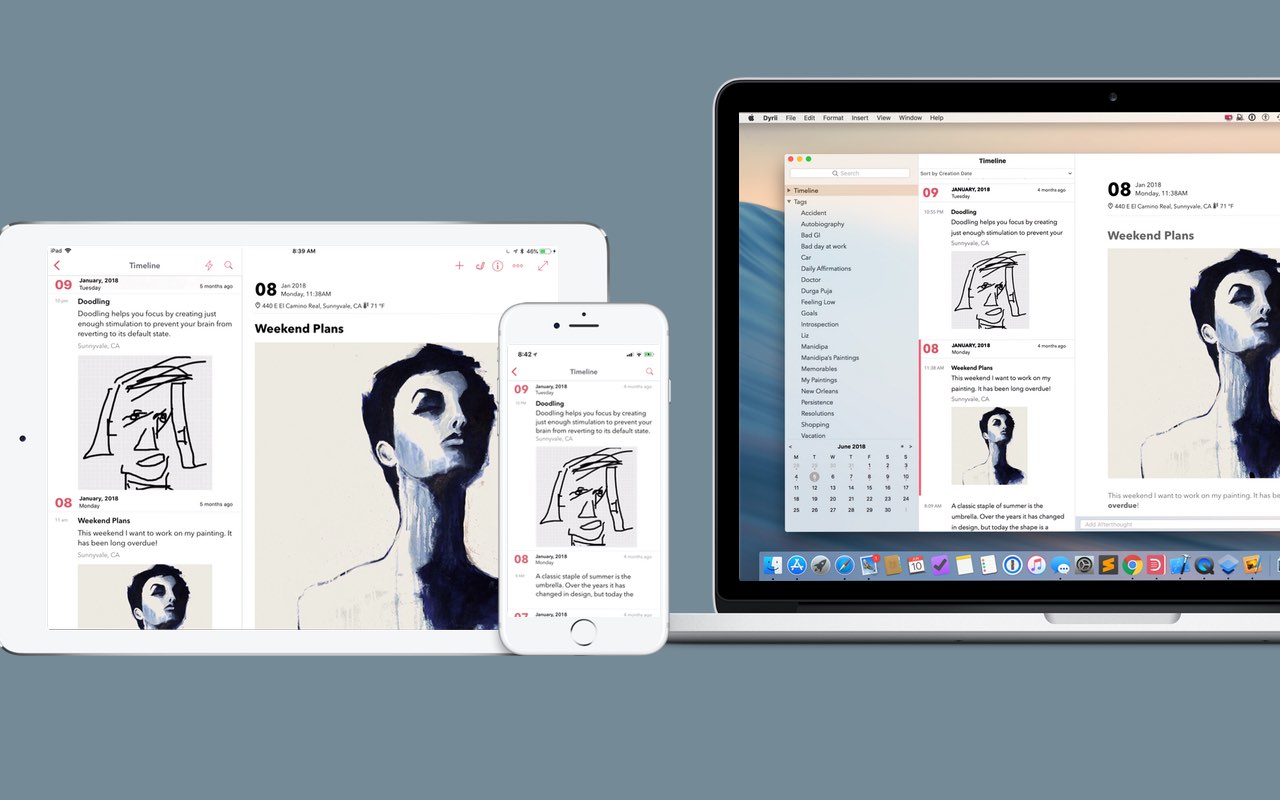 iPad
8:39 AM
46%
Timeline
09
January, 2018
Tuesday
5 months ago
10 pm
Doodling
Doodling helps you focus by creating
just enough stimulation to prevent your brain from
reverting to its default state.
Sunnyvale, CA
08
January, 2018
Monday
5 months ago
11 am
Weekend Plans
This weekend I want to work on my painting. It
has been long overdue!
Sunnyvale, CA
08
Jan 2018
Monday, 11:38AM
440 E El Camino Real, Sunnyvale, CA 71 °F
Weekend Plans
8:42
Timeline
09
January, 2018
Tuesday
4 months ago
10 PM
Doodling
Doodling helps you focus by creating
just enough stimulation to prevent your
brain from reverting to its default state.
Sunnyvale, CA
08
January, 2018
Monday
4 months ago
8 AM
A classic staple of summer is the
umbrella. Over the years it has
changed in design, but today the
07
January, 2018
4 months ago
Dyrii File Edit Format Insert View Window Help
Timeline
Search
Timeline
Tags
Accident
Autobiography
Bad GI
Bad day at work
Car
Daily Affirmations
Doctor
Durga Puja
Feeling Low
Goals
Introspection
Liz
Manidipa
Manidipa's Paintings
Memorables
My Paintings
New Orleans
Persistence
Resolutions
Shopping
Vacation
June 2018
M T W T F S S
28 29 30 31 1 2 3
4 5 6 7 8 9 10
11 12 13 14 15 16 17
18 19 20 21 22 23 24
25 26 27 28 29 30 1
Sort by Creation Date
09
JANUARY, 2018
Tuesday
4 months ago
10:55 PM
Doodling
Doodling helps you focus by creating
just enough stimulation to prevent your
Sunnyvale, CA
08
JANUARY, 2018
Monday
4 months ago
11:38 AM
Weekend Plans
This weekend I want to work on my
painting. It has been long overdue!
Sunnyvale, CA
8:09 AM
A classic staple of summer is the
umbrella. Over the years it has changed
in design, but today the shape is a
08
Jan 2018
Monday, 11:38AM
440 E El Camino Real, Sunnyvale, CA 71 °F
Weekend Plans
This weekend I want to work on my painting. It has be
overdue!
Add Afterthought
10